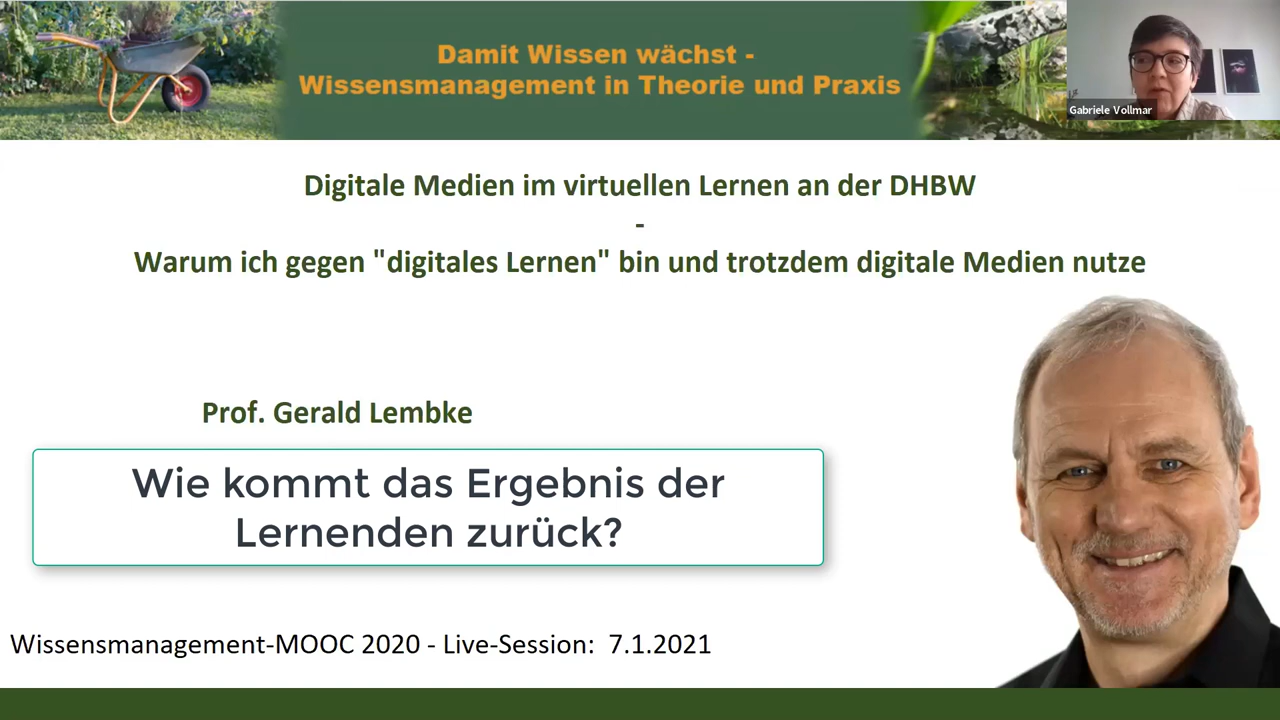 Damit Wissen wächst -
Wissensmanagement in Theorie und Praxis
Gabriele Vollmar
Digitale Medien im virtuellen Lernen an der DHBW
-
Warum ich gegen "digitales Lernen" bin und trotzdem digitale Medien nutze
Prof. Gerald Lembke
Wie kommt das Ergebnis der
Lernenden zurück?
Wissensmanagement-MOOC 2020 - Live-Session: 7.1.2021